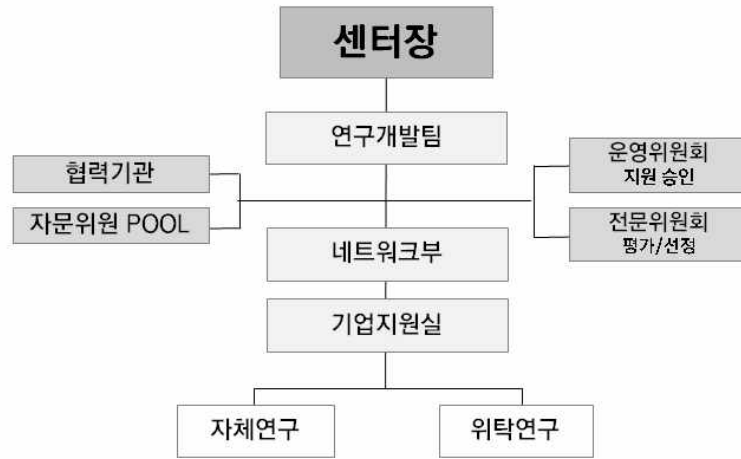 센터장
연구개발팀
협력기관
자문위원 POOL
운영위원회
지원 승인
전문위원회
평가/선정
네트워크부
기업지원실
자체연구
위탁연구